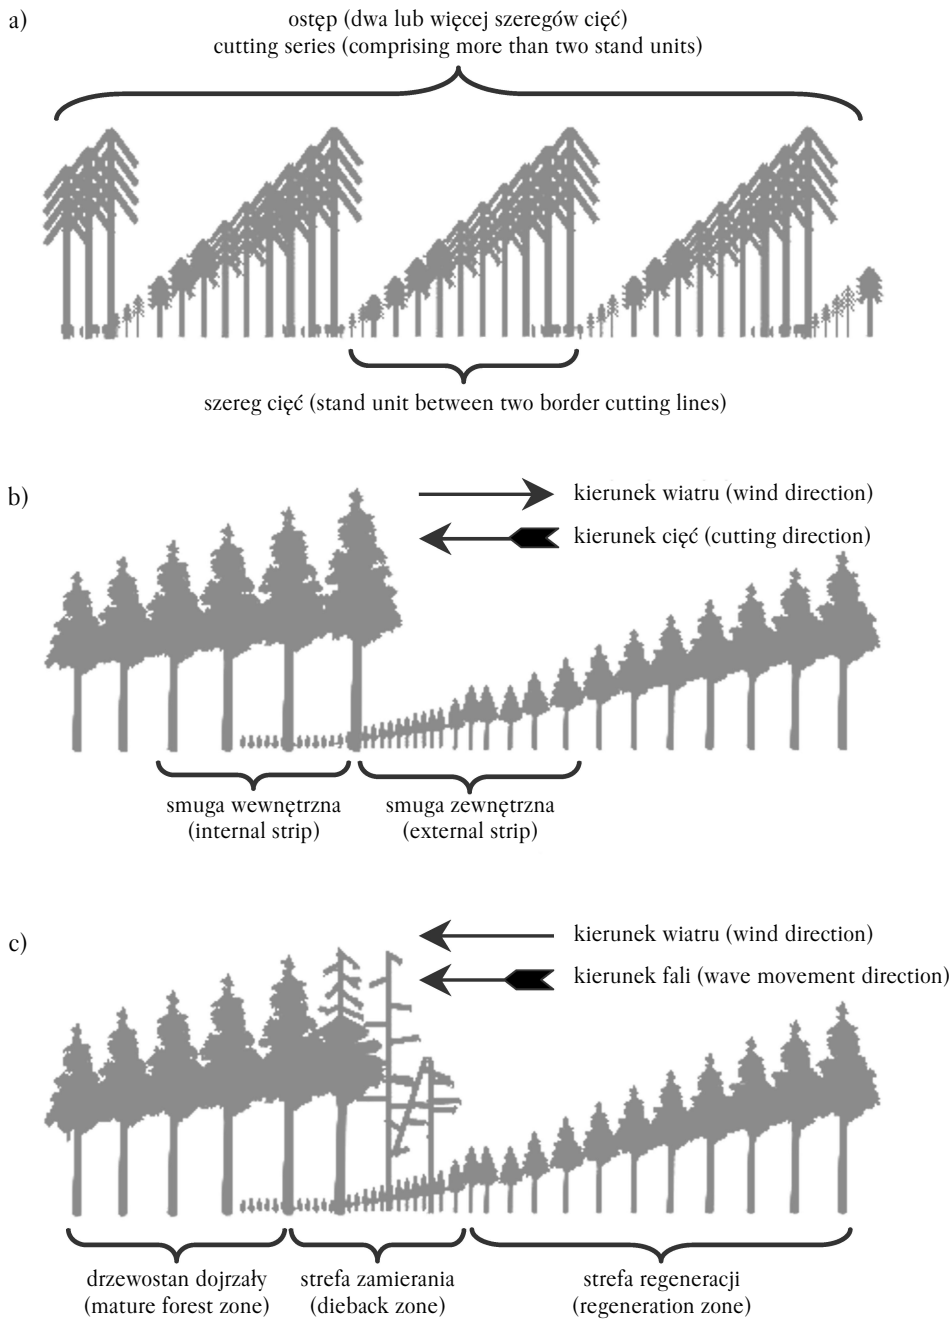 a)
ostęp (dwa lub więcej szeregów cięć)
cutting series (comprising more than two stand units)
szereg cięć (stand unit between two border cutting lines)
b)
kierunek wiatru (wind direction)
kierunek cięć (cutting direction)
smuga wewnętrzna
(internal strip)
smuga zewnętrzna
(external strip)
c)
kierunek wiatru (wind direction)
kierunek fali (wave movement direction)
drzewostan dojrzały
(mature forest zone)
strefa zamierania
(dieback zone)
strefa regeneracji
(regeneration zone)